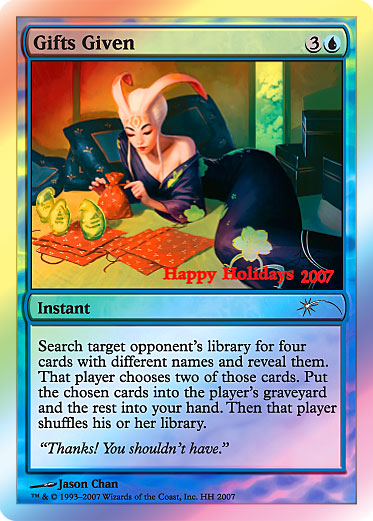 Gifts Given 3
Happy Holidays 2007
Instant
Search target opponent's library for four
cards with different names and reveal them.
That player chooses two of those cards. Put
the chosen cards into the player's graveyard
and the rest into your hand. Then that player
shuffles his or her library.
"Thanks! You shouldn't have."
Jason Chan
™ & © 1993–2007 Wizards of the Coast, Inc. HH 2007